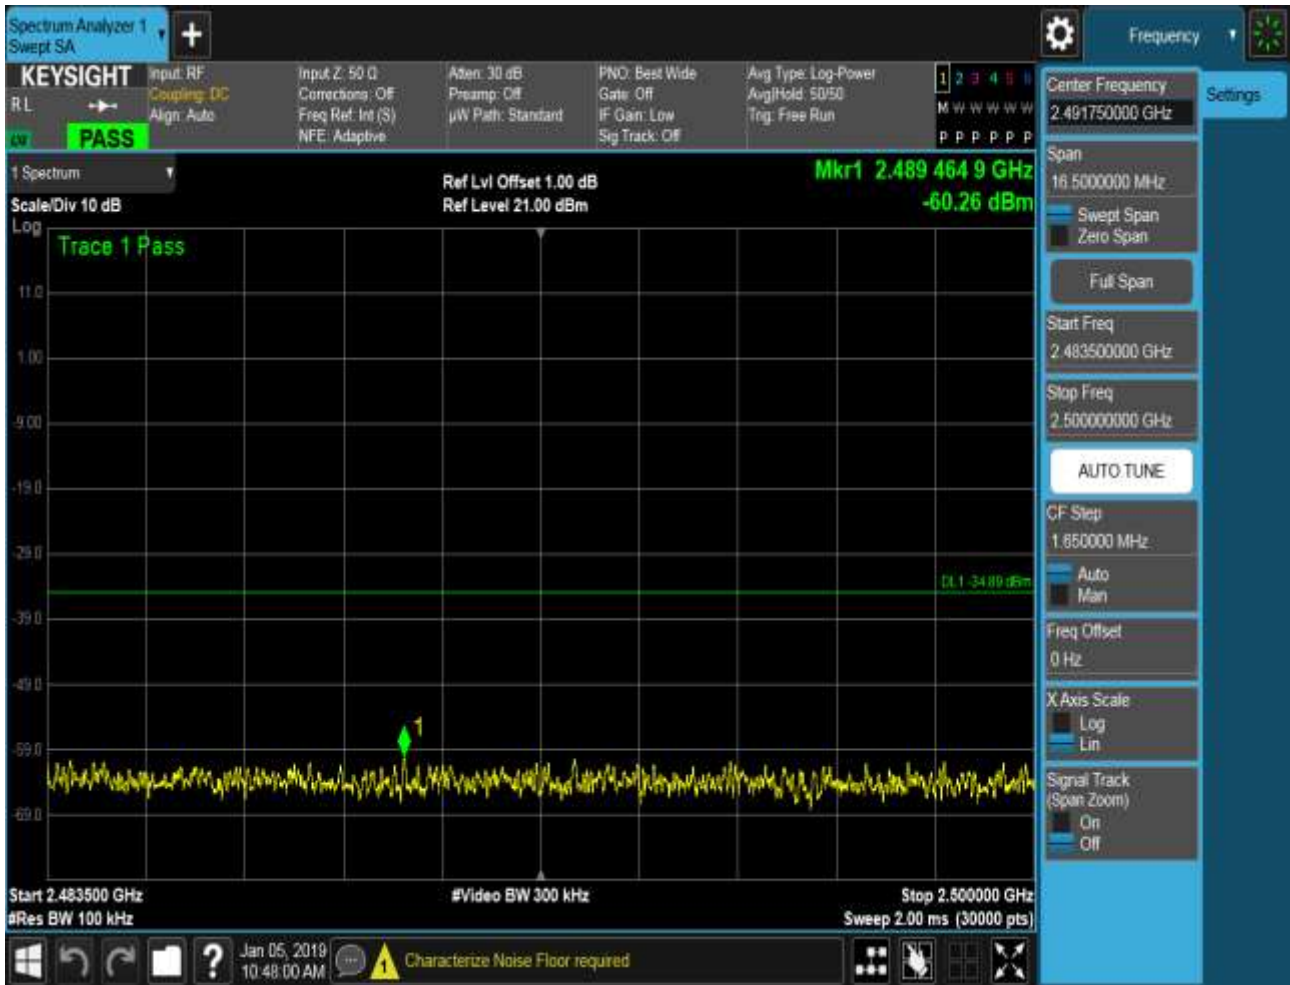 Spectrum Analyzer 1
Swept SA
Frequency
KEYSIGHT
RL
PASS
Input: RF
Coupling: DC
Align: Auto
Input Z: 50 Ω
Corrections: Off
Freq Ref: Int (S)
NFE: Adaptive
Atten: 30 dB
Preamp: Off
µW Path: Standard
PNO: Best Wide
Gate: Off
IF Gain: Low
Sig Track: Off
Avg Type: Log-Power
Avg|Hold: 50/50
Trig: Free Run
1 2 3 4 5 6
M W W W W W
P P P P P P
Center Frequency
2.491750000 GHz
Settings
Span
16.5000000 MHz
Swept Span
Zero Span
Full Span
Start Freq
2.483500000 GHz
Stop Freq
2.500000000 GHz
AUTO TUNE
CF Step
1.650000 MHz
Auto
Man
Freq Offset
0 Hz
X Axis Scale
Log
Lin
Signal Track
(Span Zoom)
On
Off
1 Spectrum
Scale/Div 10 dB
Log
Ref Lvl Offset 1.00 dB
Ref Level 21.00 dBm
Mkr1 2.489 464 9 GHz
-60.26 dBm
Trace 1 Pass
11.0
1.00
-9.00
-19.0
-29.0
DL1 -34.89 dBm
-39.0
-49.0
1
-59.0
-69.0
Start 2.483500 GHz
#Video BW 300 kHz
Stop 2.500000 GHz
#Res BW 100 kHz
Sweep 2.00 ms (30000 pts)
Jan 05, 2019
10:48:00 AM
1
Characterize Noise Floor required